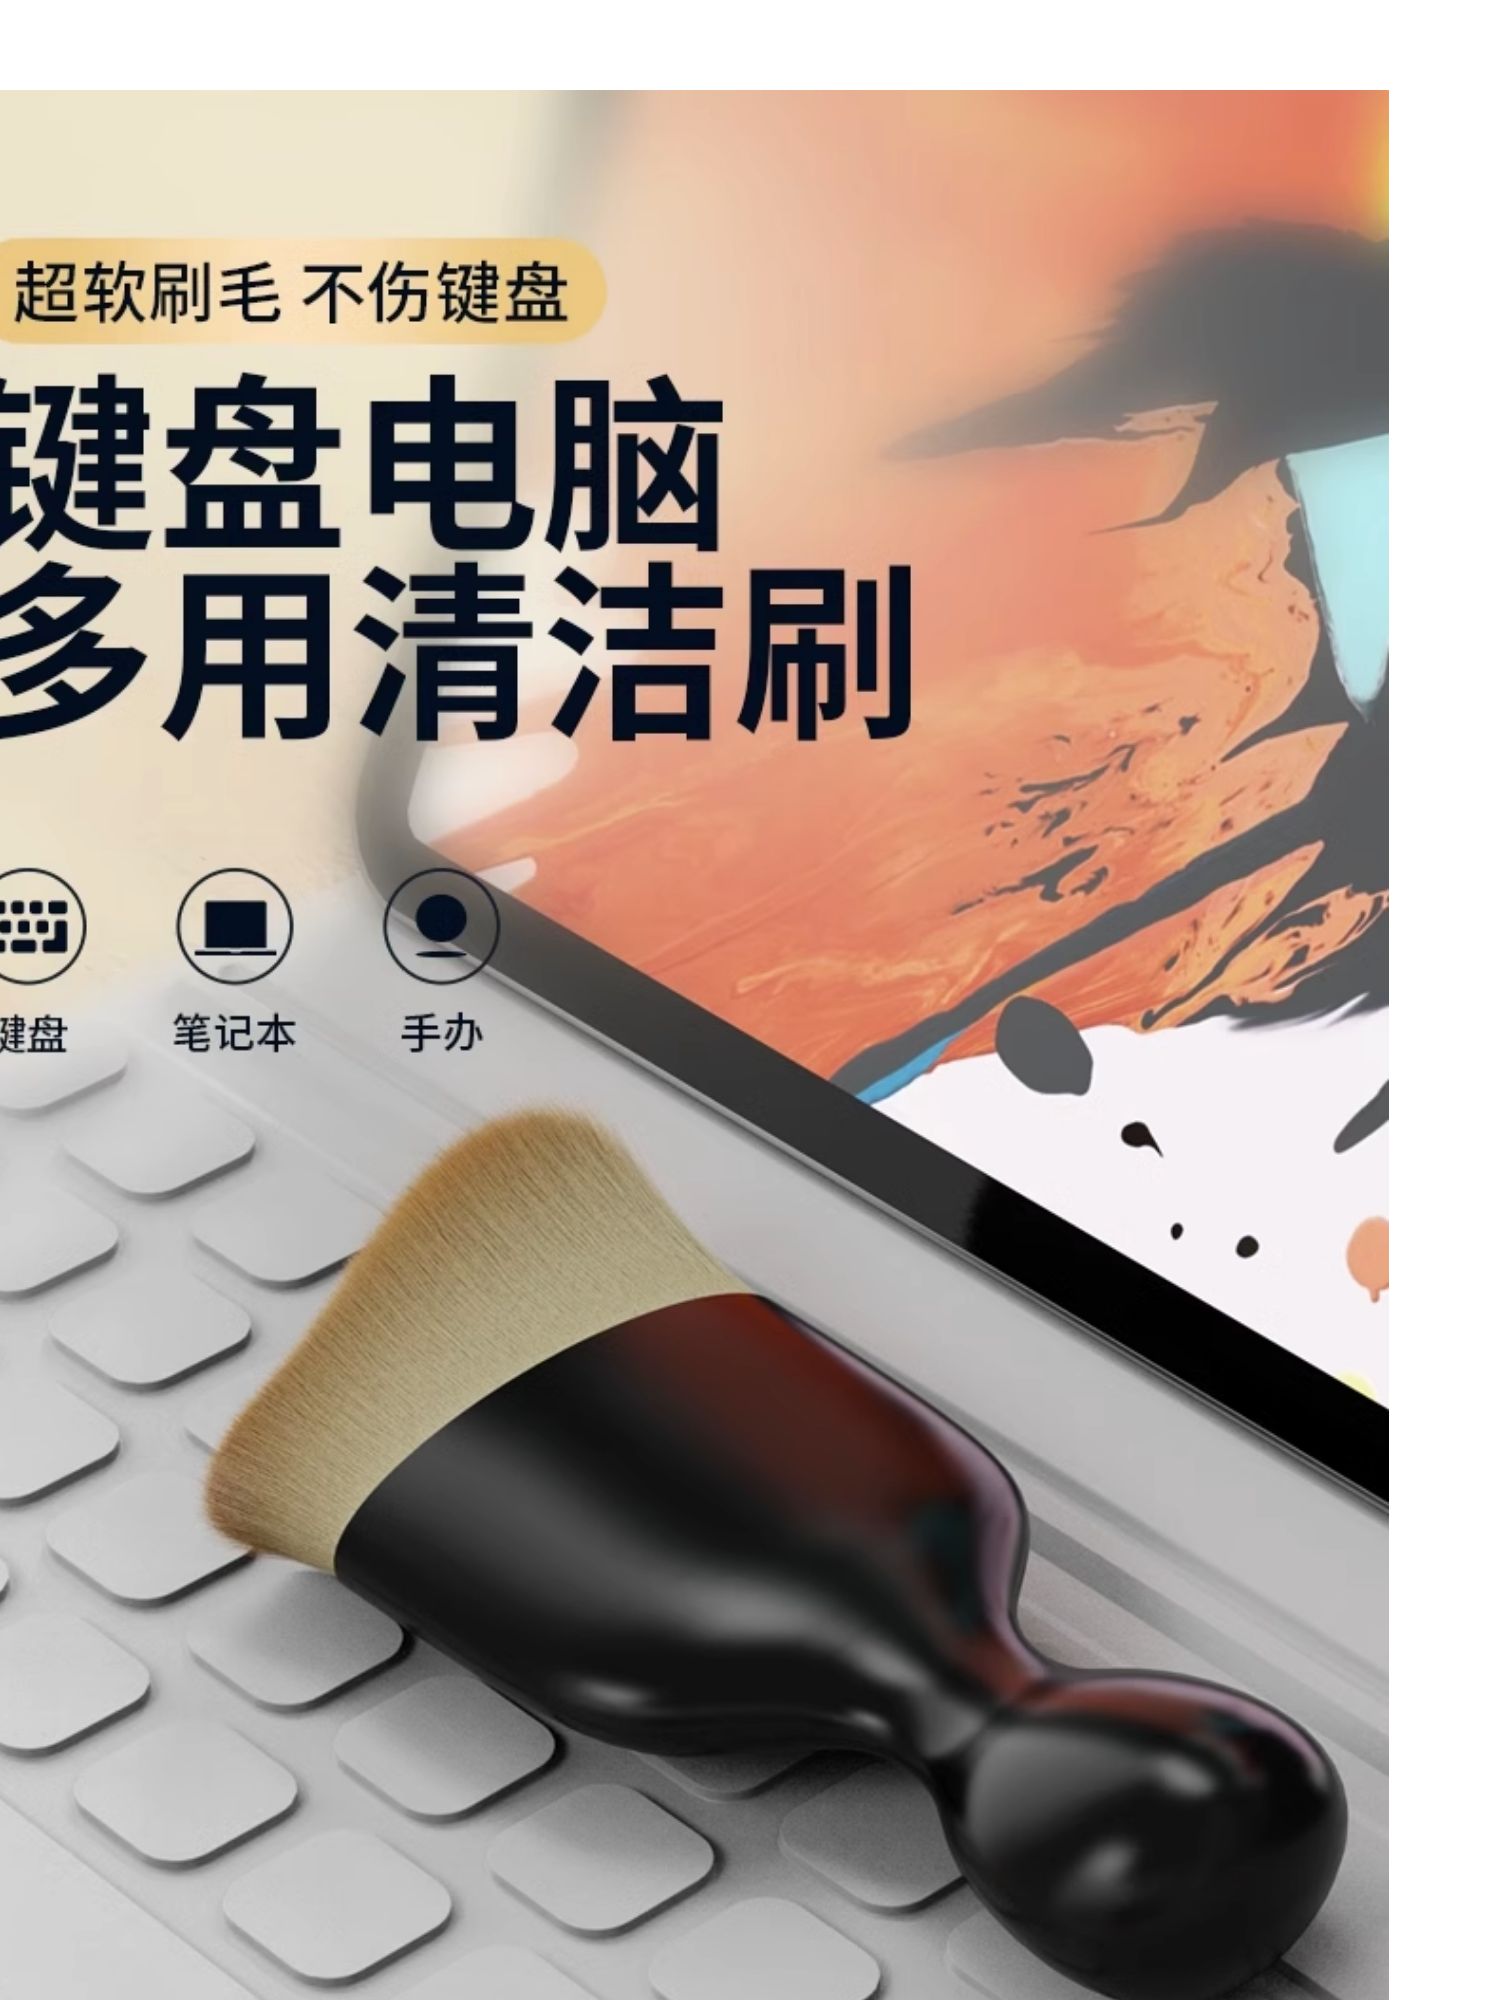 超软刷毛 不伤键盘
键盘电脑
多用清洁刷
键盘
笔记本
手办